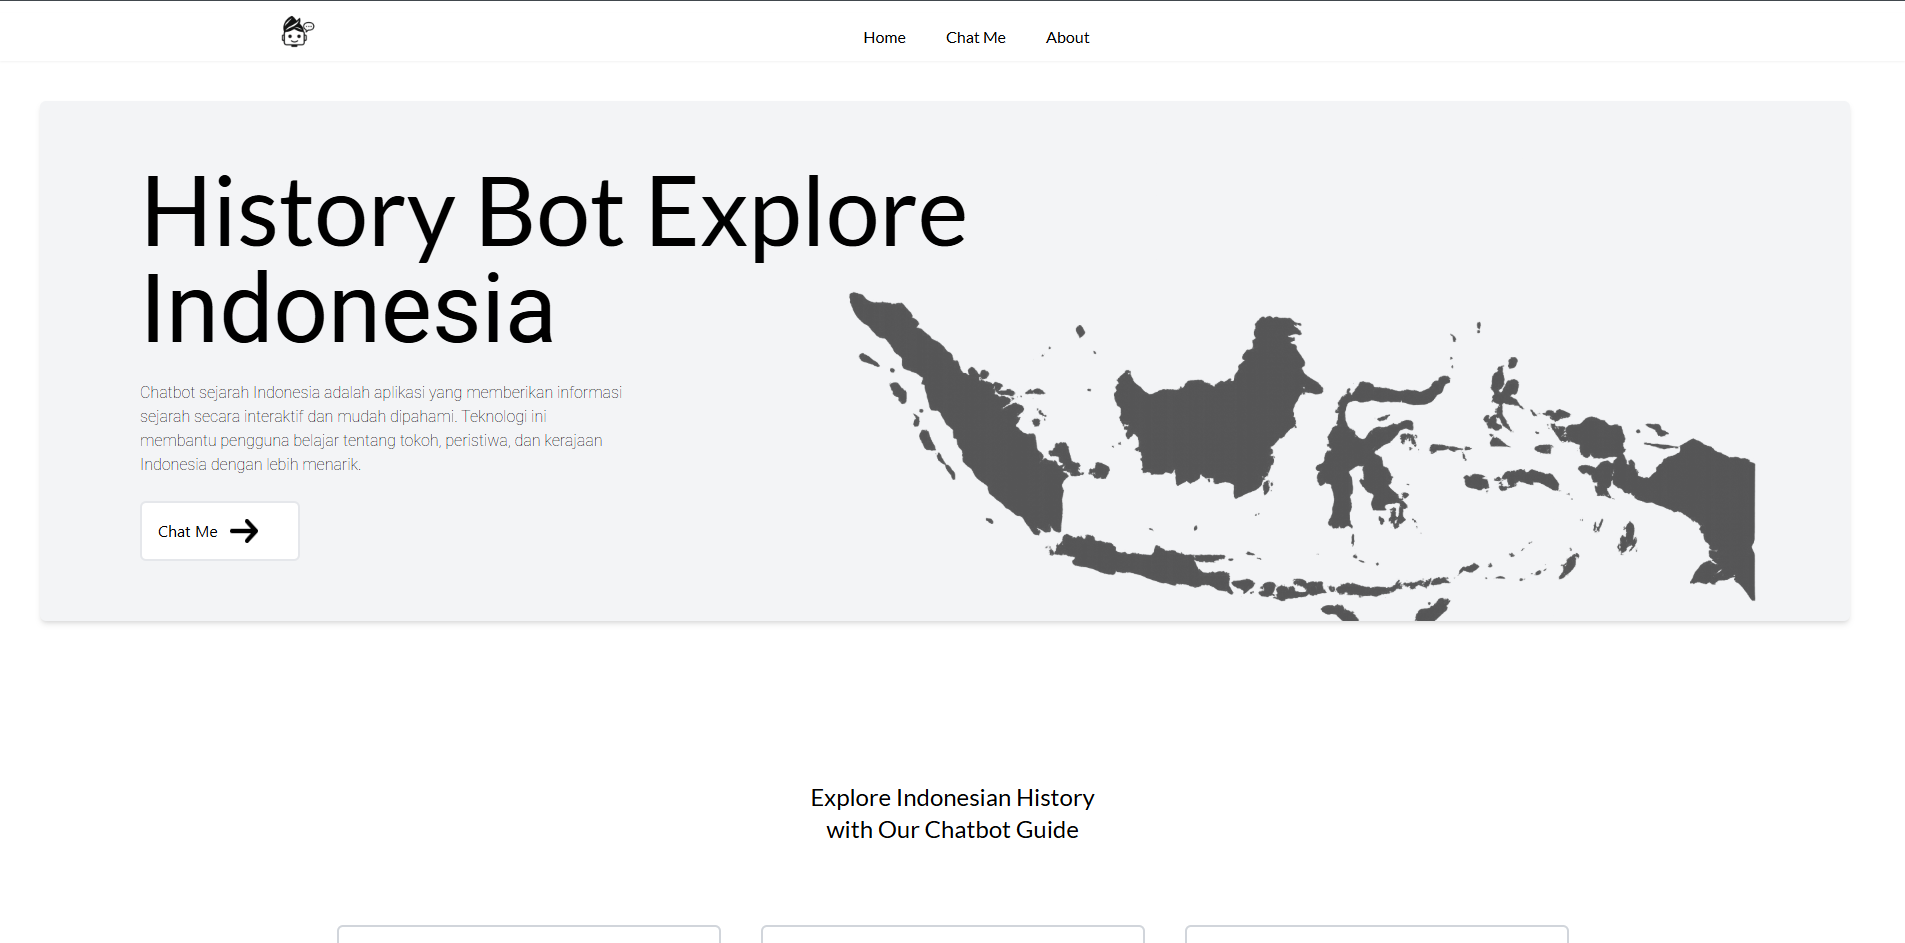 Home
Chat Me
About
History Bot Explore
Indonesia
Chatbot sejarah Indonesia adalah aplikasi yang memberikan informasi
sejarah secara interaktif dan mudah dipahami. Teknologi ini
membantu pengguna belajar tentang tokoh, peristiwa, dan kerajaan
Indonesia dengan lebih menarik.
Chat Me
Explore Indonesian History
with Our Chatbot Guide